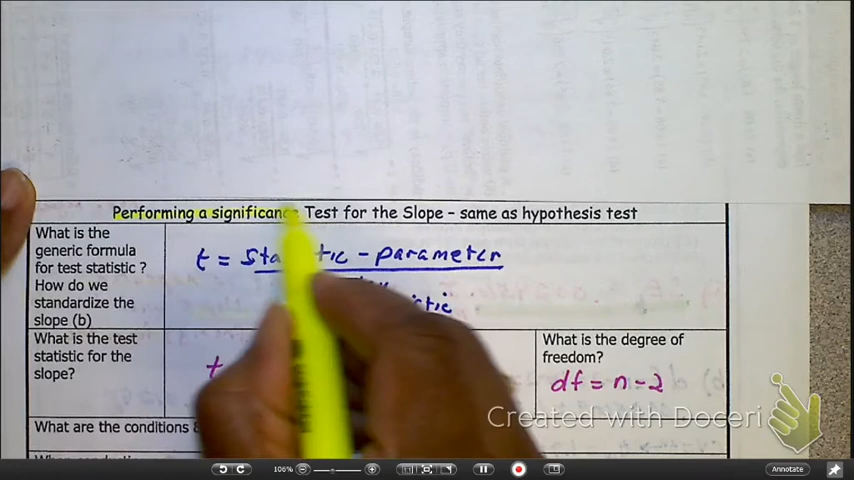 Performing a significance Test for the Slope – same as hypothesis test
What is the
generic formula
for test statistic ?
How do we
standardize the
slope (b)
t = statistic - parameter
What is the test
statistic for the
slope?
t
What is the degree of
freedom?
df = n - 2
What are the conditions
Created with Doceri
106%
Annotate